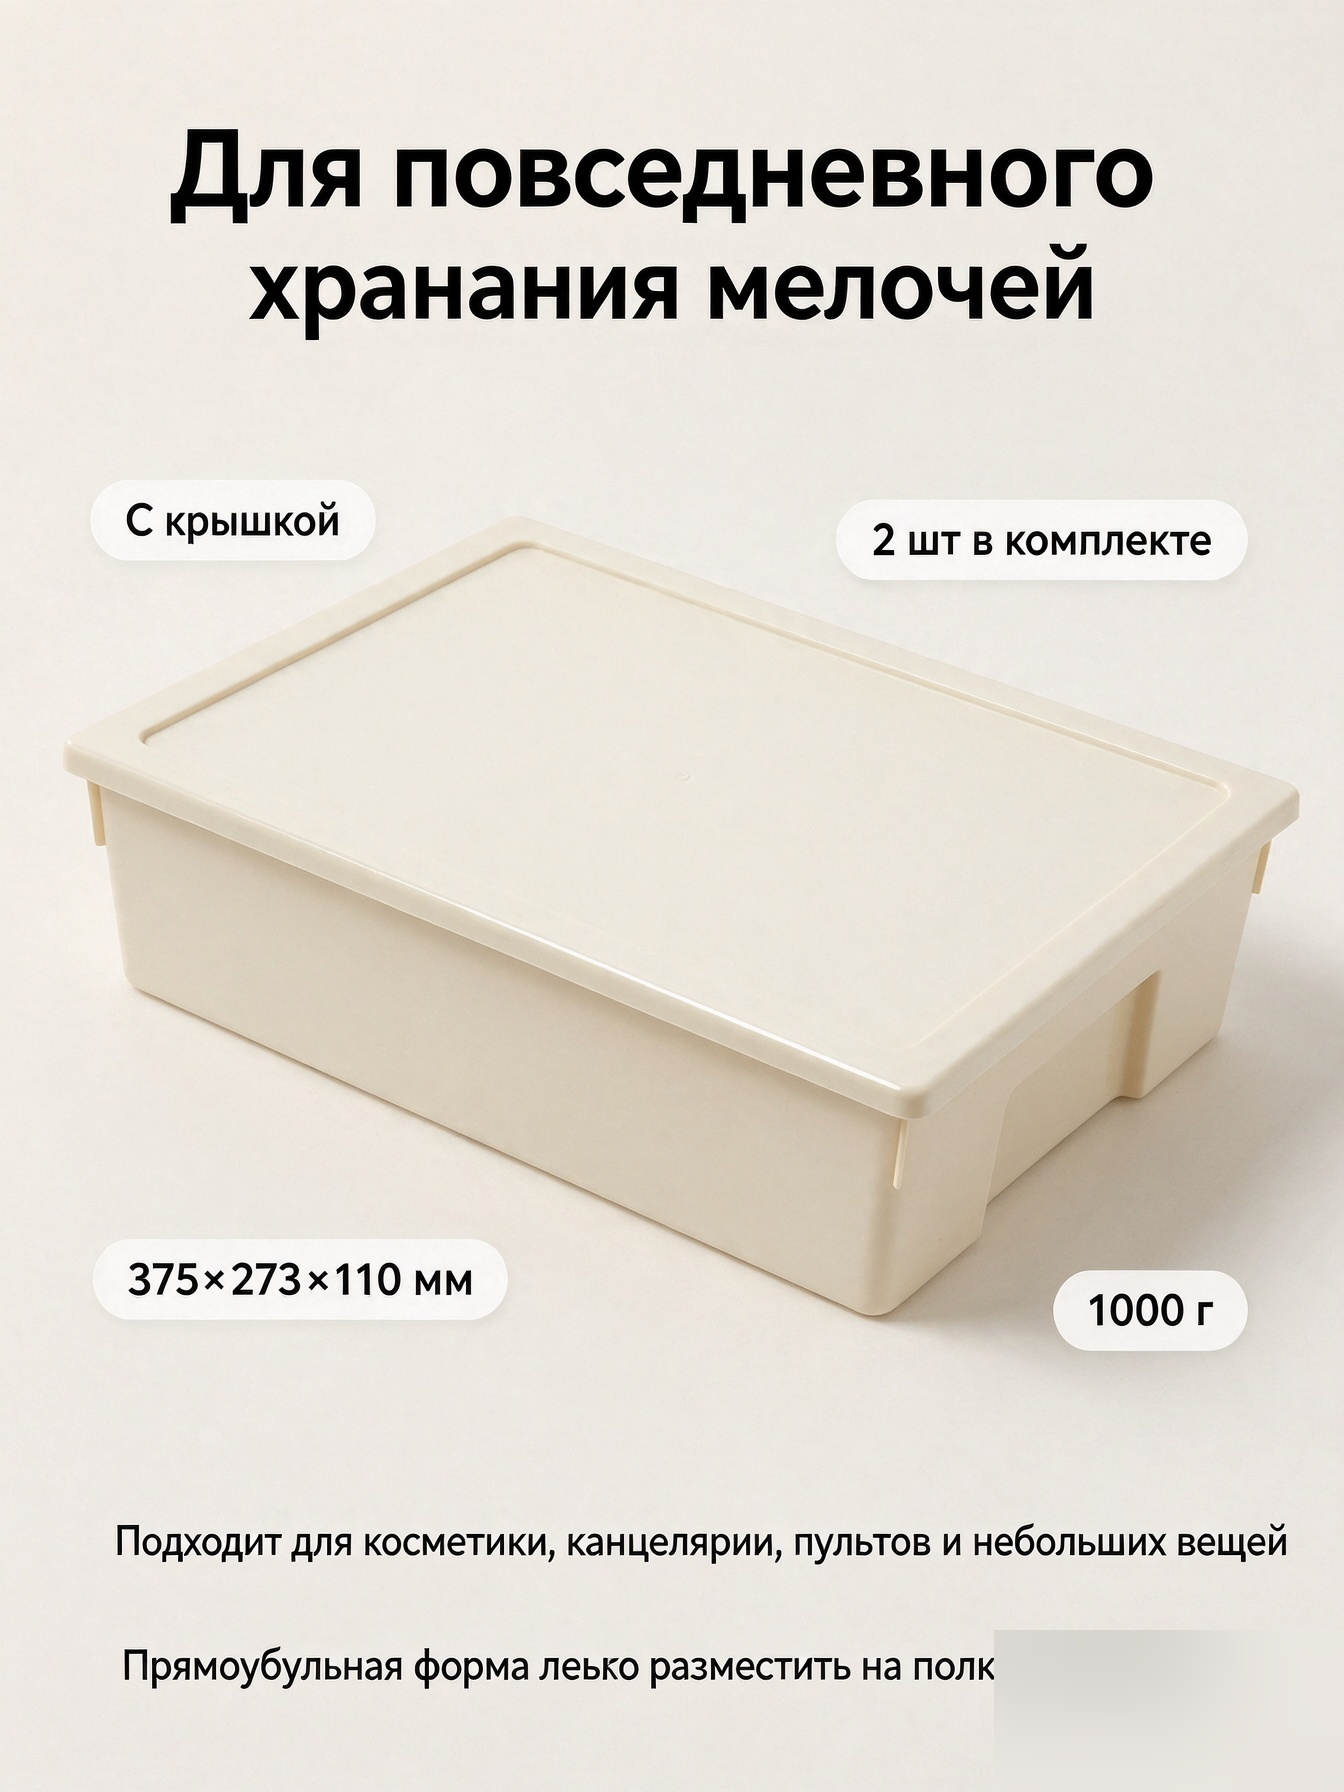 Для повседневного
хранания мелочей
С крышкой
2 шт в комплекте
375×273×110 мм
1000 г
Подходит для косметики, канцелярии, пультов и небольших вещей
Прямоубульная форма леько разместить на полк